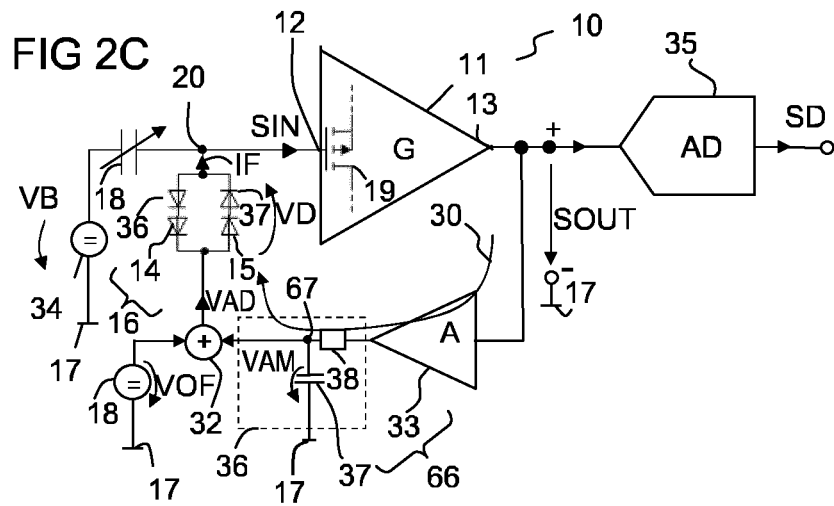 FIG 2C
12
10
35
20
11
13
SIN
+
SD
G
AD
18
IF
19
36
37
VD
VB
SOUT
14
15
30
-
17
34
16
VAD
67
A
+
VAM
38
17
18
VOF
32
33
17
36
17
37
66
=
=